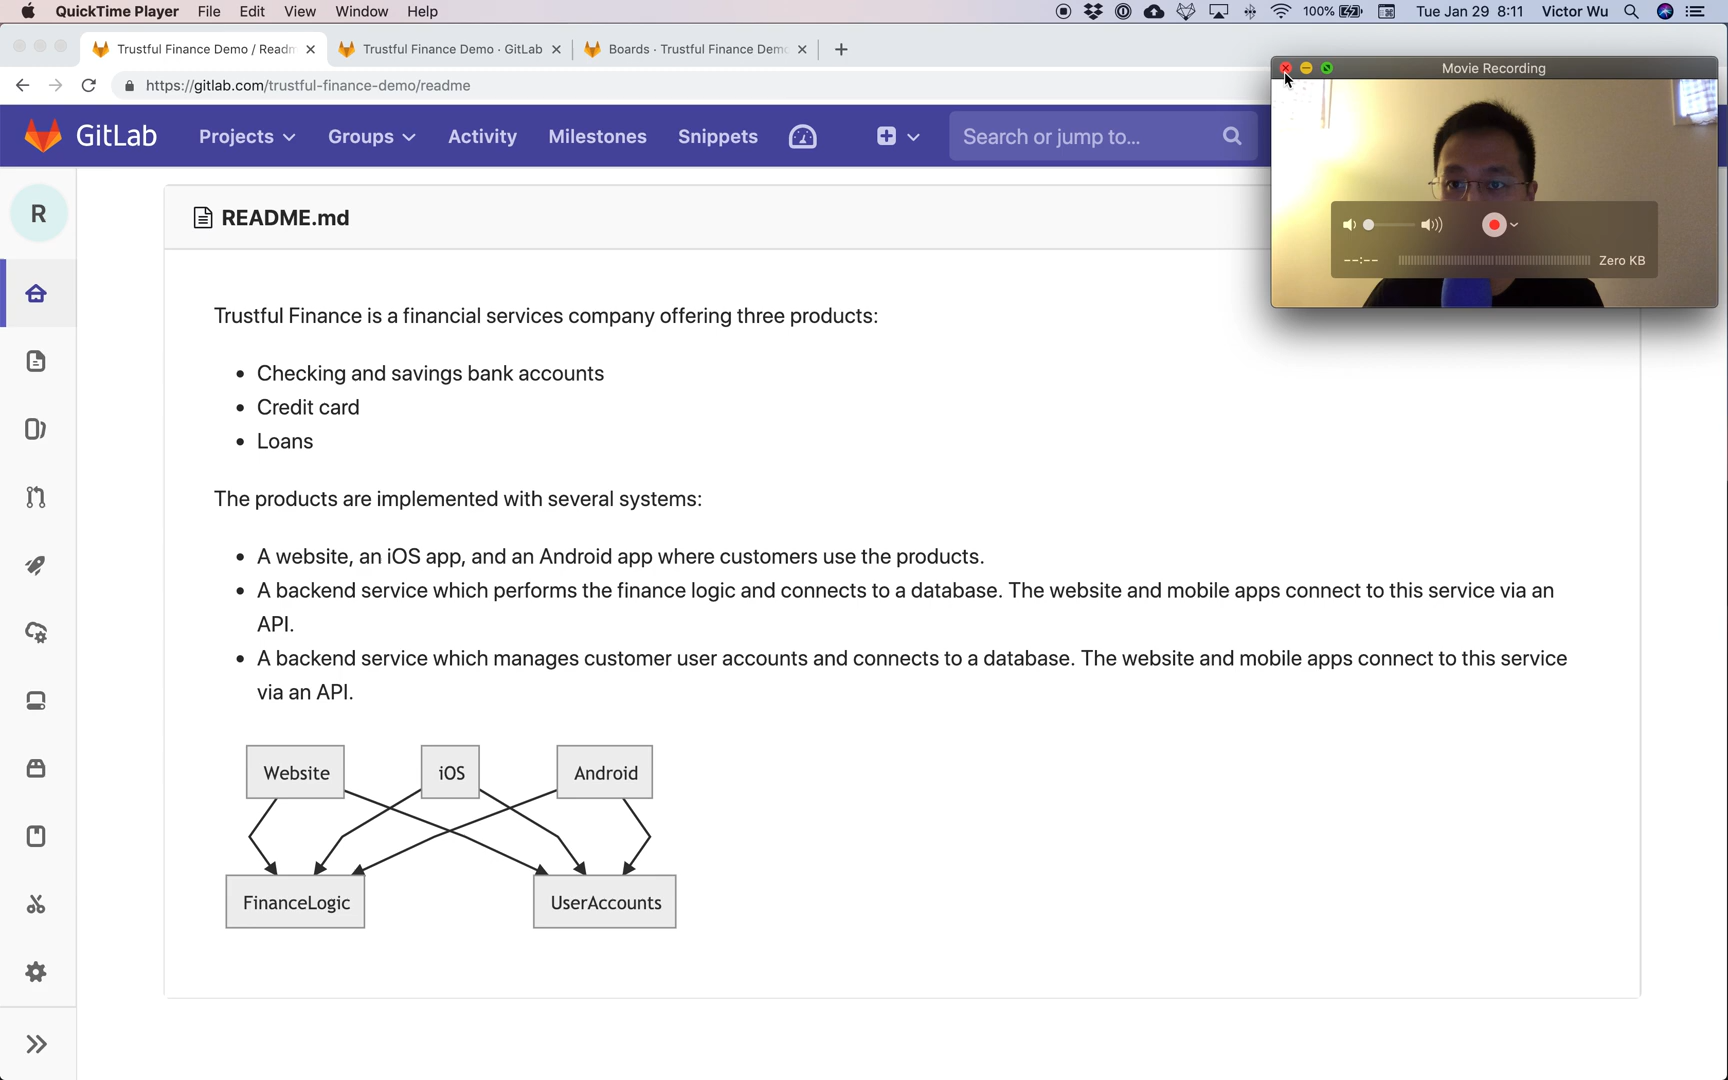 QuickTime Player File Edit View Window Help 100% Tue Jan 29 8:11 Victor Wu
Trustful Finance Demo / Readm Trustful Finance Demo · GitLab Boards · Trustful Finance Dem
https://gitlab.com/trustful-finance-demo/readme
Movie Recording
GitLab Projects Groups Activity Milestones Snippets Search or jump to...
R
README.md
--:-- Zero KB
Trustful Finance is a financial services company offering three products:
• Checking and savings bank accounts
• Credit card
• Loans
The products are implemented with several systems:
• A website, an iOS app, and an Android app where customers use the products.
• A backend service which performs the finance logic and connects to a database. The website and mobile apps connect to this service via an
API.
• A backend service which manages customer user accounts and connects to a database. The website and mobile apps connect to this service
via an API.
Website iOS Android
FinanceLogic UserAccounts